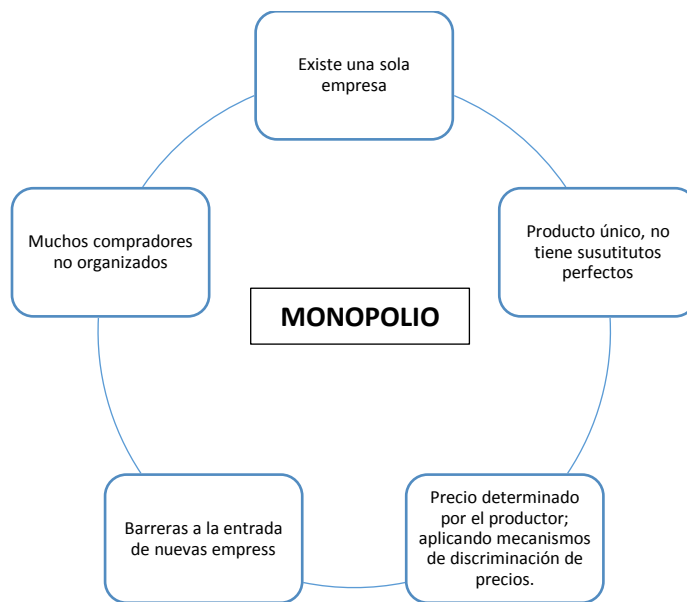 Existe una sola
empresa
Producto único, no
tiene susutitutos
perfectos
Precio determinado
por el productor;
aplicando mecanismos
de discriminación de
precios.
Barreras a la entrada
de nuevas empress
Muchos compradores
no organizados
MONOPOLIO